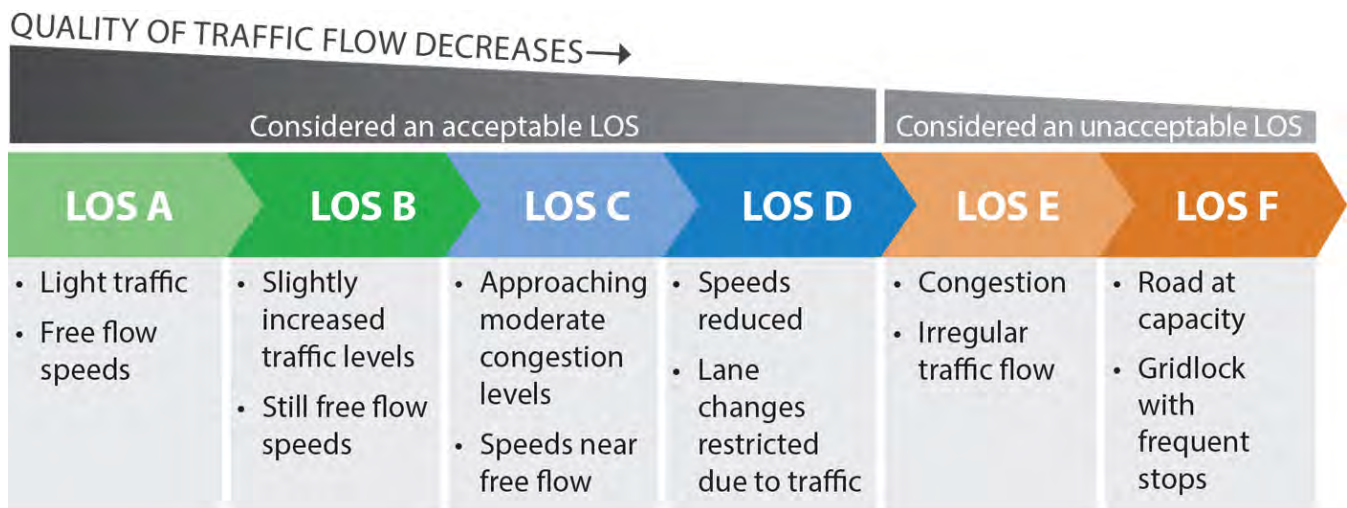 QUALITY OF TRAFFIC FLOW DECREASES→
Considered an acceptable LOS
Considered an unacceptable LOS
LOS A
LOS B
LOS C
LOS D
LOS E
LOS F
• Light traffic
• Free flow
speeds
• Slightly
increased
traffic levels
• Still free flow
speeds
• Approaching
moderate
congestion
levels
• Speeds near
free flow
• Speeds
reduced
• Lane
changes
restricted
due to traffic
• Congestion
• Irregular
traffic flow
• Road at
capacity
• Gridlock
with
frequent
stops